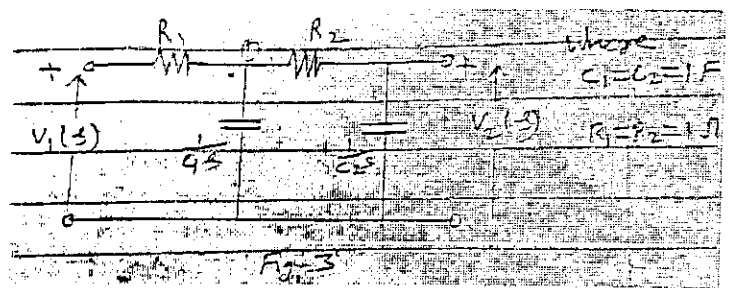 R1 R2 where
+ + C1=C2=1F
V1(s) 1/C1s 1/C2s V2(s) R1=R2=1Ω
Fig-3